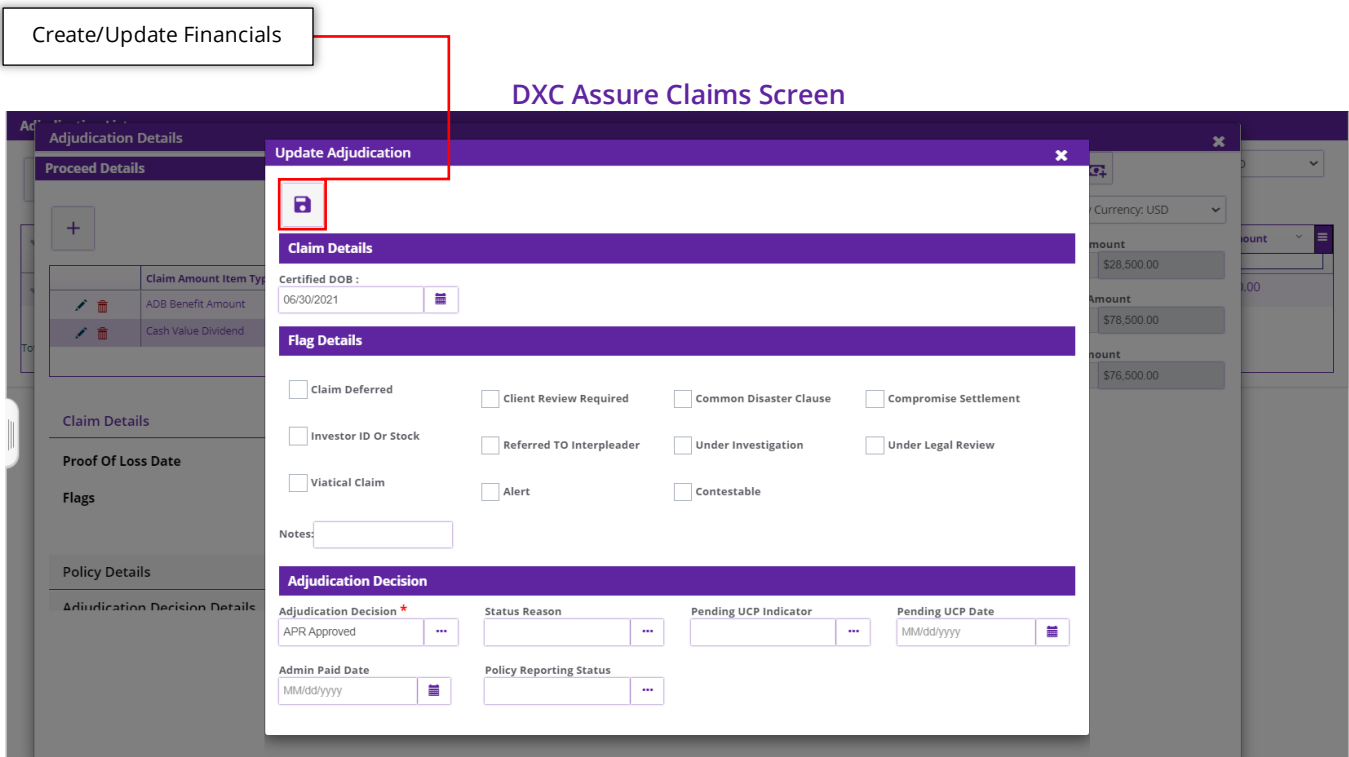 Create/Update Financials
DXC Assure Claims Screen
Adjudication Details
Proceed Details
Update Adjudication
Currency: USD
Claim Details
mount
$28,500.00
ount
Claim Amount Item Typ
Certified DOB :
06/30/2021
ADB Benefit Amount
Amount
Cash Value Dividend
$78,500.00
Flag Details
To
nount
$76,500.00
Claim Deferred
Client Review Required
Common Disaster Clause
Compromise Settlement
Claim Details
Investor ID Or Stock
Referred TO Interpleader
Under Investigation
Under Legal Review
Proof Of Loss Date
Viatical Claim
Alert
Contestable
Flags
Notes:
Policy Details
Adjudication Decision
Adjudication Decision Details
Adjudication Decision *
Status Reason
Pending UCP Indicator
Pending UCP Date
APR Approved
MM/dd/yyyy
Admin Paid Date
Policy Reporting Status
MM/dd/yyyy